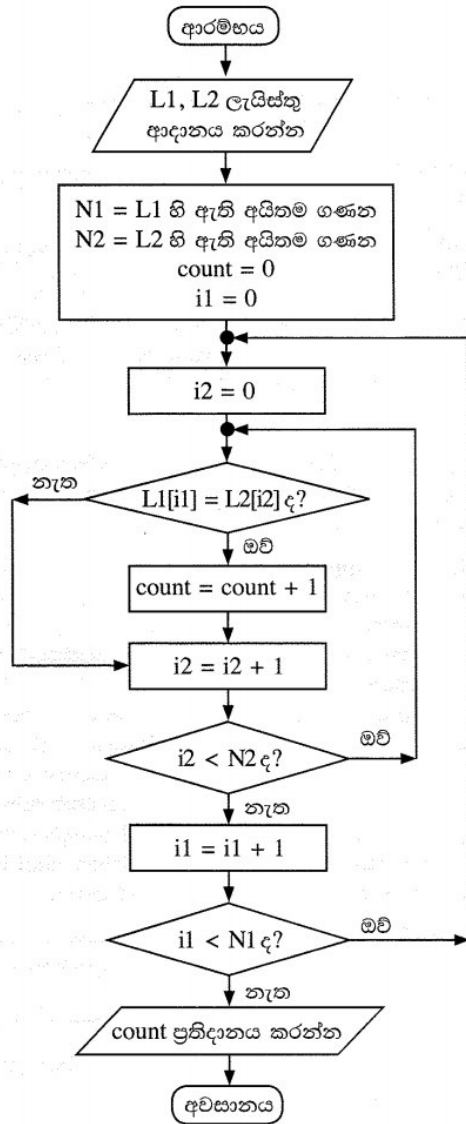 ආරම්භය
L1, L2 ලැයිස්තු
ආදානය කරන්න
N1 = L1 හි ඇති අයිතම ගණන
N2 = L2 හි ඇති අයිතම ගණන
count = 0
i1 = 0
i2 = 0
නැත
L1[i1] = L2[i2] ද?
ඔව්
count = count + 1
i2 = i2 + 1
i2 < N2 ද?
ඔව්
නැත
i1 = i1 + 1
i1 < N1 ද?
ඔව්
නැත
count ප්‍රතිදානය කරන්න
අවසානය